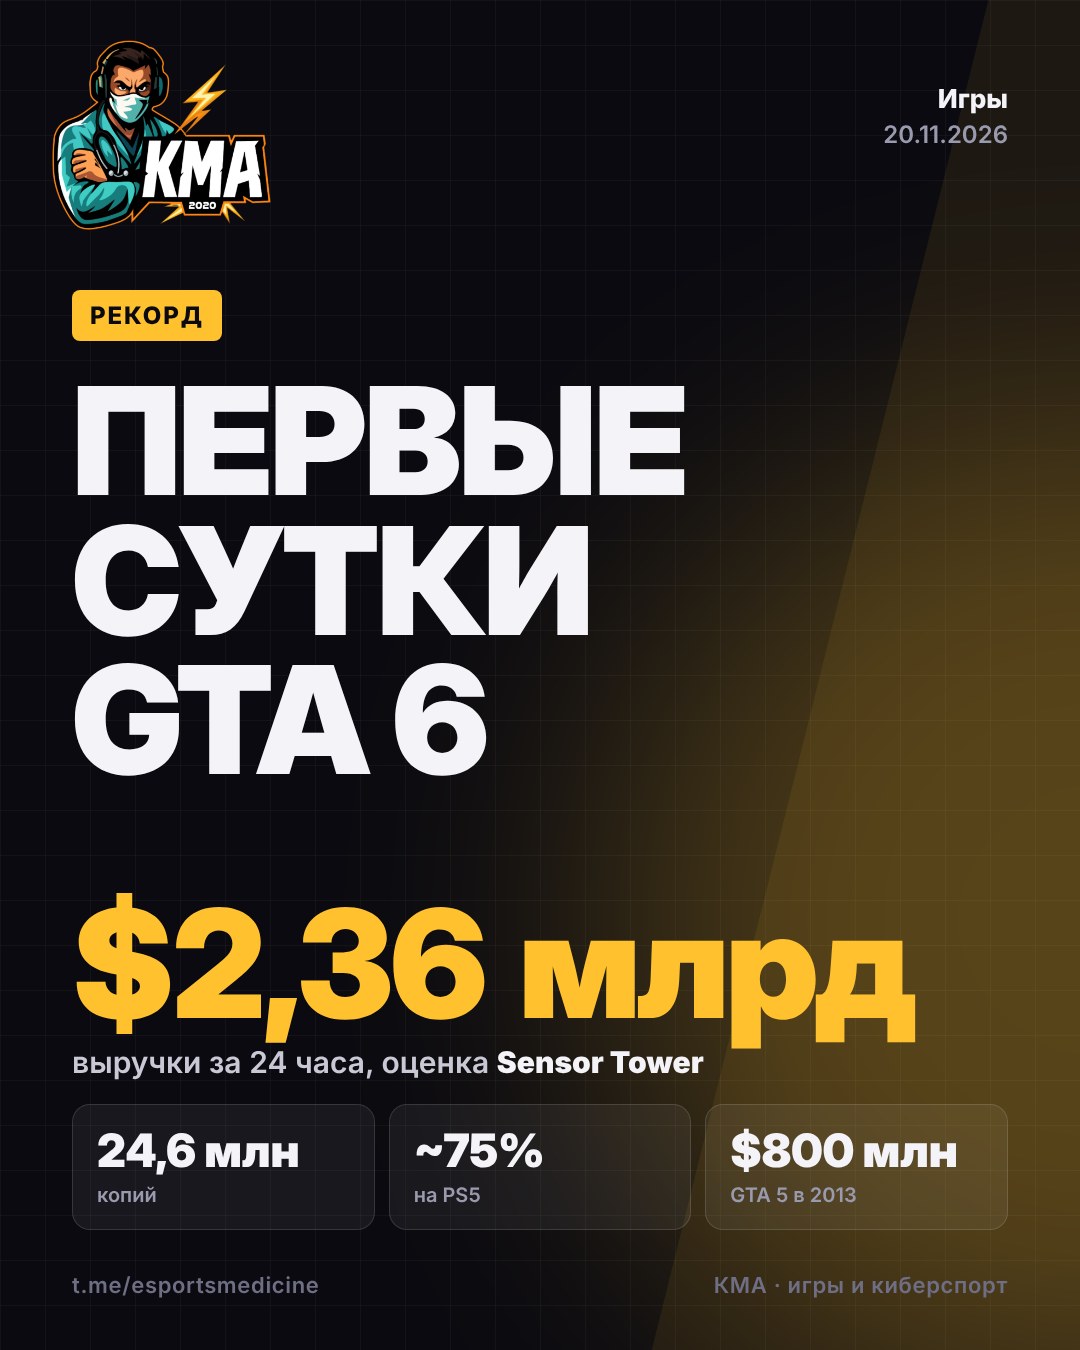 KMA
2020
Игры
20.11.2026
РЕКОРД
ПЕРВЫЕ
СУТКИ
GTA 6
$2,36 млрд
выручки за 24 часа, оценка Sensor Tower
24,6 млн
копий
~75%
на PS5
$800 млн
GTA 5 в 2013
t.me/esportsmedicine
КМА · игры и киберспорт